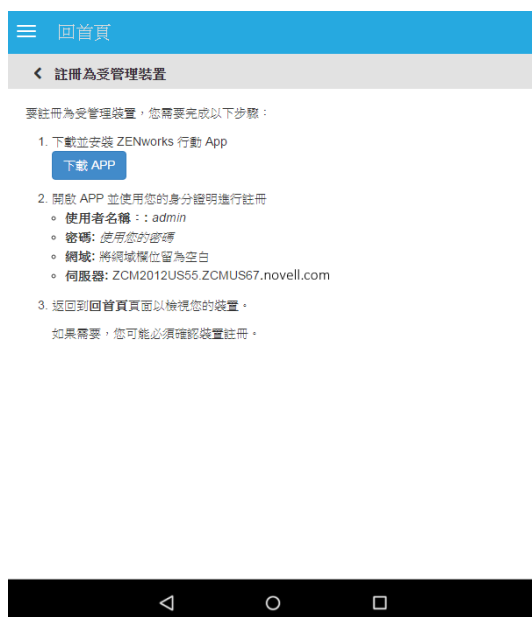 回首頁
註冊為受管理裝置
要註冊為受管理裝置，您需要完成以下步驟：
1. 下載並安裝 ZENworks 行動 App
下載 APP
2. 開啟 APP 並使用您的身分證明進行註冊
使用者名稱：: admin
密碼: 使用您的密碼
網域: 將網域欄位留為空白
伺服器: ZCM2012US55.ZCMUS67.novell.com
3. 返回到回首頁頁面以檢視您的裝置。
如果需要，您可能必須確認裝置註冊。